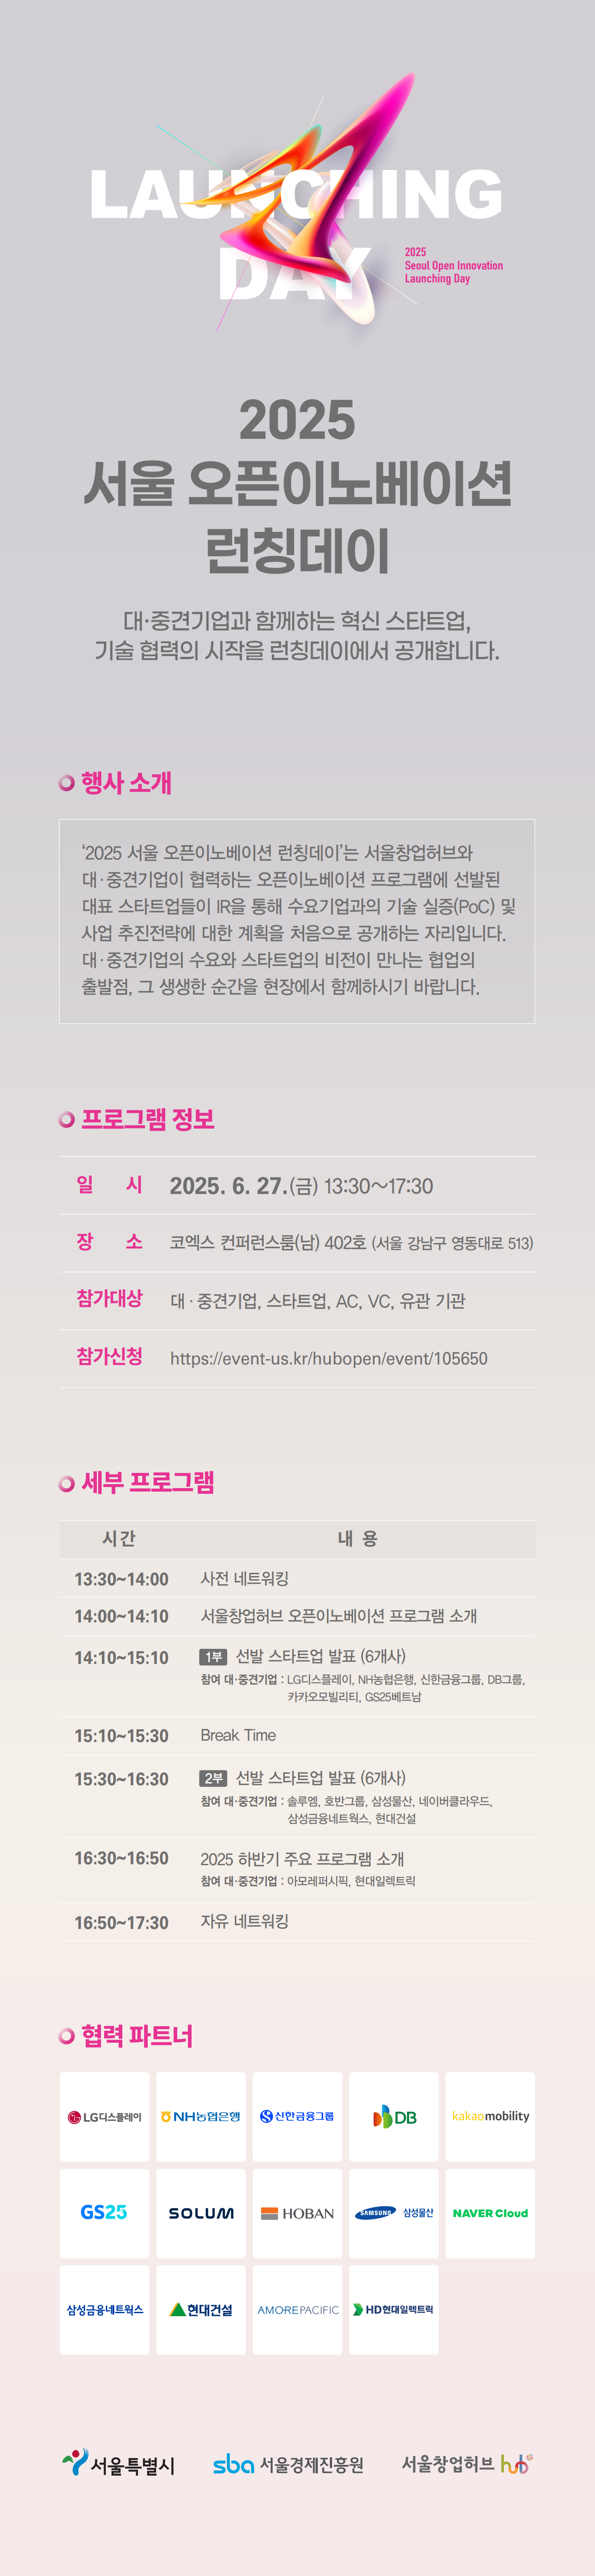 LAUNCHING
DAY
2025
Seoul Open Innovation
Launching Day
2025
서울 오픈이노베이션
런칭데이
대·중견기업과 함께하는 혁신 스타트업,
기술 협력의 시작을 런칭데이에서 공개합니다.
행사 소개
‘2025 서울 오픈이노베이션 런칭데이’는 서울창업허브와
대·중견기업이 협력하는 오픈이노베이션 프로그램에 선발된
대표 스타트업들이 IR을 통해 수요기업과의 기술 실증(PoC) 및
사업 추진전략에 대한 계획을 처음으로 공개하는 자리입니다.
대·중견기업의 수요와 스타트업의 비전이 만나는 협업의
출발점, 그 생생한 순간을 현장에서 함께하시기 바랍니다.
프로그램 정보
일 시 2025. 6. 27.(금) 13:30~17:30
장 소 코엑스 컨퍼런스룸(남) 402호 (서울 강남구 영동대로 513)
참가대상 대·중견기업, 스타트업, AC, VC, 유관 기관
참가신청 https://event-us.kr/hubopen/event/105650
세부 프로그램
시간 내 용
13:30~14:00 사전 네트워킹
14:00~14:10 서울창업허브 오픈이노베이션 프로그램 소개
14:10~15:10 1부 선발 스타트업 발표 (6개사)
참여 대·중견기업 : LG디스플레이, NH농협은행, 신한금융그룹, DB그룹,
카카오모빌리티, GS25베트남
15:10~15:30 Break Time
15:30~16:30 2부 선발 스타트업 발표 (6개사)
참여 대·중견기업 : 솔루엠, 호반그룹, 삼성물산, 네이버클라우드,
삼성금융네트웍스, 현대건설
16:30~16:50 2025 하반기 주요 프로그램 소개
참여 대·중견기업 : 아모레퍼시픽, 현대일렉트릭
16:50~17:30 자유 네트워킹
협력 파트너
LG디스플레이 NH농협은행 신한금융그룹 DB kakaomobility
GS25 SOLUM HOBAN SAMSUNG 삼성물산 NAVER Cloud
삼성금융네트웍스 현대건설 AMOREPACIFIC HD현대일렉트릭
서울특별시 sba 서울경제진흥원 서울창업허브 hub